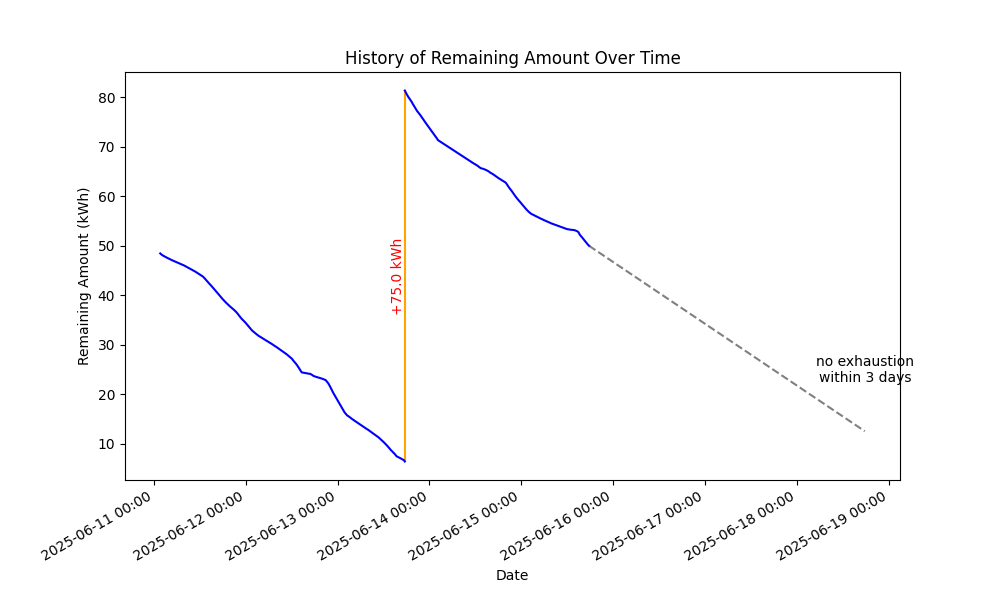 History of Remaining Amount Over Time
Remaining Amount (kWh)
80
70
60
50
40
30
20
10
+75.0 kWh
no exhaustion
within 3 days
2025-06-11 00:00
2025-06-12 00:00
2025-06-13 00:00
2025-06-14 00:00
2025-06-15 00:00
2025-06-16 00:00
2025-06-17 00:00
2025-06-18 00:00
2025-06-19 00:00
Date